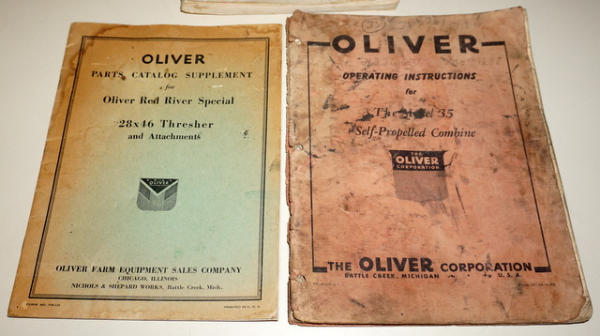 OLIVER
PARTS CATALOG SUPPLEMENT
for
Oliver Red River Special
28x46 Thresher
and Attachments
OLIVER
OLIVER FARM EQUIPMENT SALES COMPANY
CHICAGO, ILLINOIS
NICHOLS & SHEPARD WORKS, Battle Creek, Mich.
OLIVER
OPERATING INSTRUCTIONS
for
The Model 35
Self-Propelled Combine
THE
OLIVER
CORPORATION
THE OLIVER CORPORATION
BATTLE CREEK, MICHIGAN U. S. A.